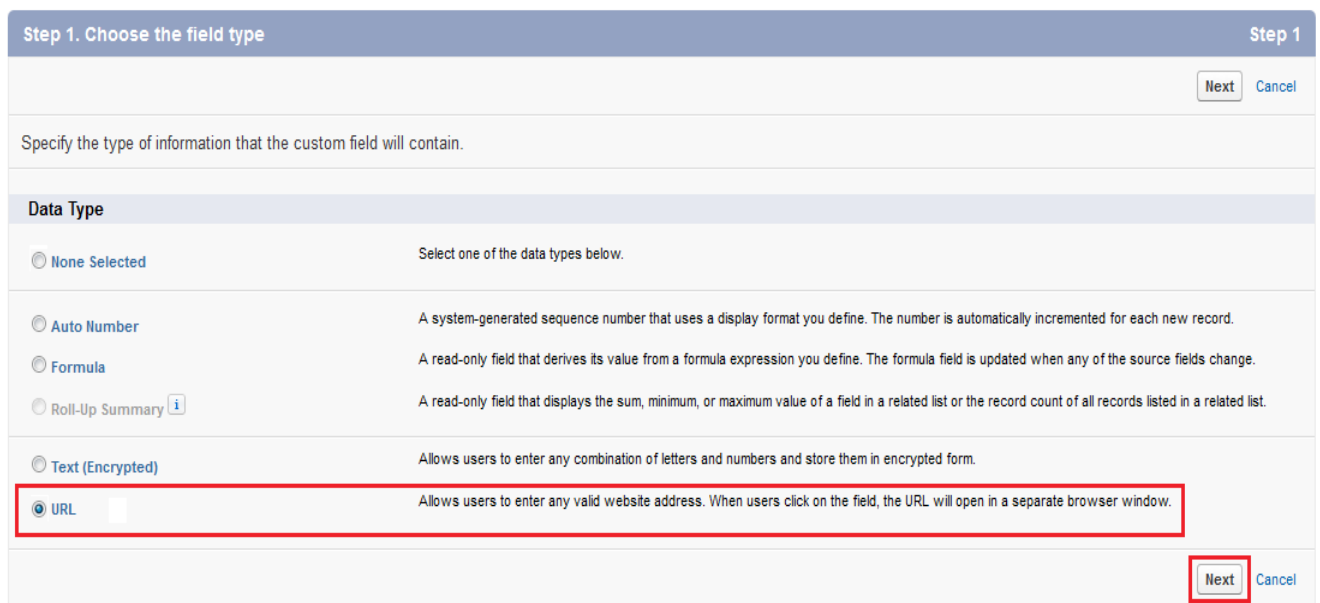 Step 1. Choose the field type Step 1
Next Cancel
Specify the type of information that the custom field will contain.
Data Type
None Selected Select one of the data types below.
Auto Number A system-generated sequence number that uses a display format you define. The number is automatically incremented for each new record.
Formula A read-only field that derives its value from a formula expression you define. The formula field is updated when any of the source fields change.
Roll-Up Summary i A read-only field that displays the sum, minimum, or maximum value of a field in a related list or the record count of all records listed in a related list.
Text (Encrypted) Allows users to enter any combination of letters and numbers and store them in encrypted form.
URL Allows users to enter any valid website address. When users click on the field, the URL will open in a separate browser window.
Next Cancel